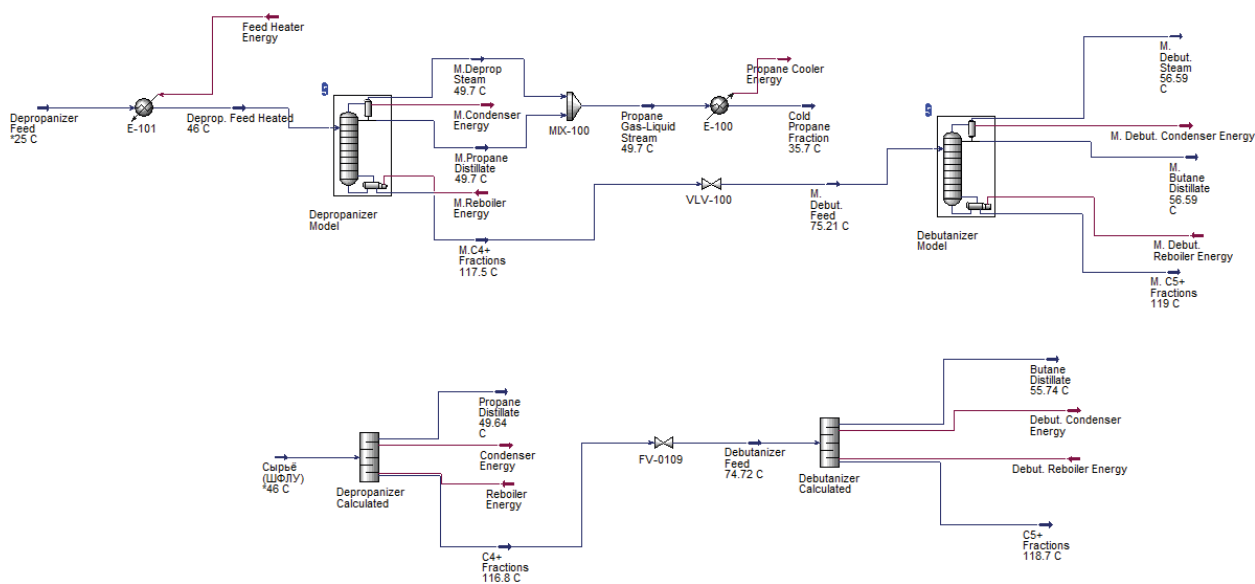 Feed Heater
Energy
Depropanizer
Feed
*25 C
E-101
Deprop. Feed Heated
46 C
Depropanizer
Model
M.Deprop
Steam
49.7 C
M.Condenser
Energy
M.Propane
Distillate
49.7 C
M.Reboiler
Energy
M.C4+
Fractions
117.5 C
MIX-100
Propane
Gas-Liquid
Stream
49.7 C
Propane Cooler
Energy
E-100
Cold
Propane
Fraction
35.7 C
VLV-100
M.
Debut.
Feed
75.21 C
Debutanizer
Model
M.
Debut.
Steam
56.59
C
M. Debut. Condenser Energy
M.
Butane
Distillate
56.59
C
M. Debut.
Reboiler Energy
M. C5+
Fractions
119 C
Сырьё
(ШФЛУ)
*46 C
Depropanizer
Calculated
Propane
Distillate
49.64
C
Condenser
Energy
Reboiler
Energy
C4+
Fractions
116.8 C
FV-0109
Debutanizer
Feed
74.72 C
Debutanizer
Calculated
Butane
Distillate
55.74 C
Debut. Condenser
Energy
Debut. Reboiler Energy
C5+
Fractions
118.7 C